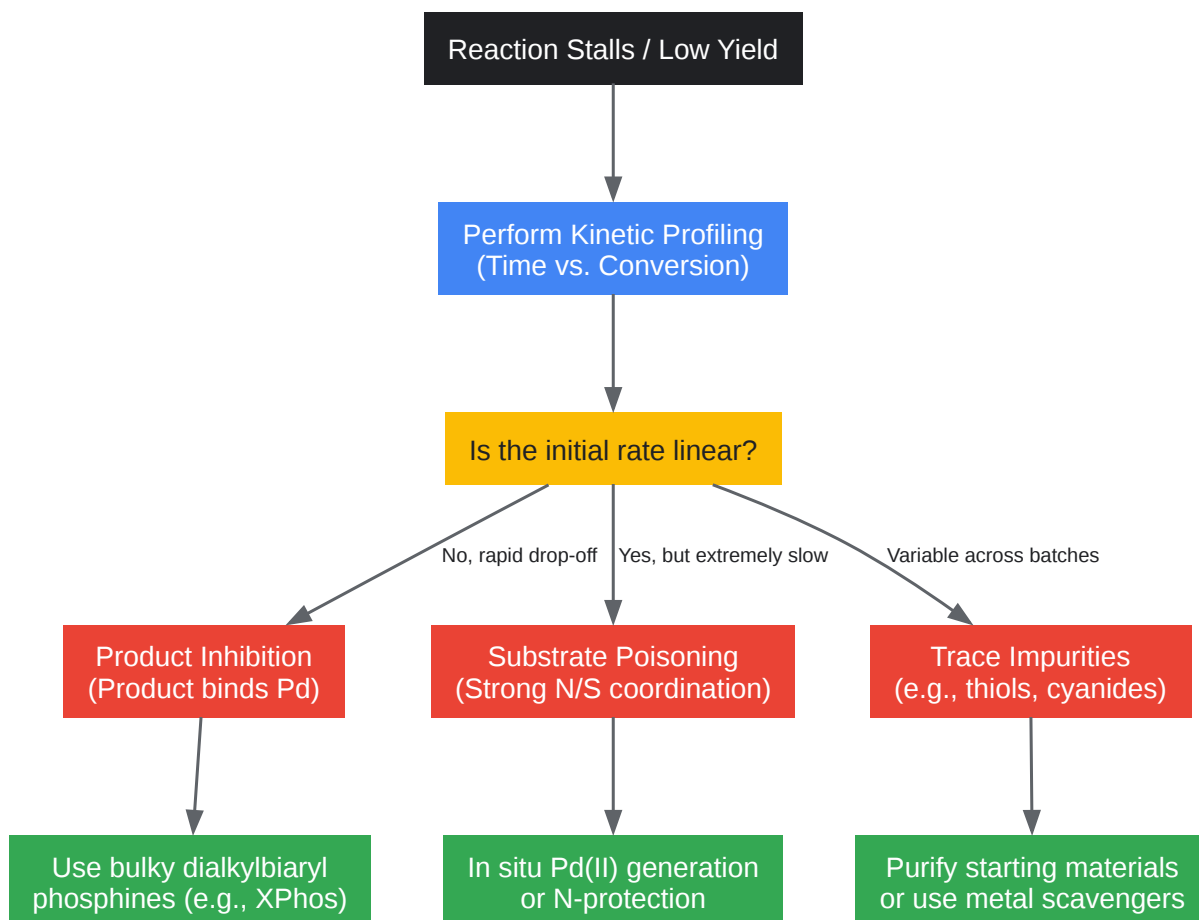 Reaction Stalls / Low Yield
Perform Kinetic Profiling
(Time vs. Conversion)
Is the initial rate linear?
No, rapid drop-off
Yes, but extremely slow
Variable across batches
Product Inhibition
(Product binds Pd)
Substrate Poisoning
(Strong N/S coordination)
Trace Impurities
(e.g., thiols, cyanides)
Use bulky dialkylbiaryl
phosphines (e.g., XPhos)
In situ Pd(II) generation
or N-protection
Purify starting materials
or use metal scavengers